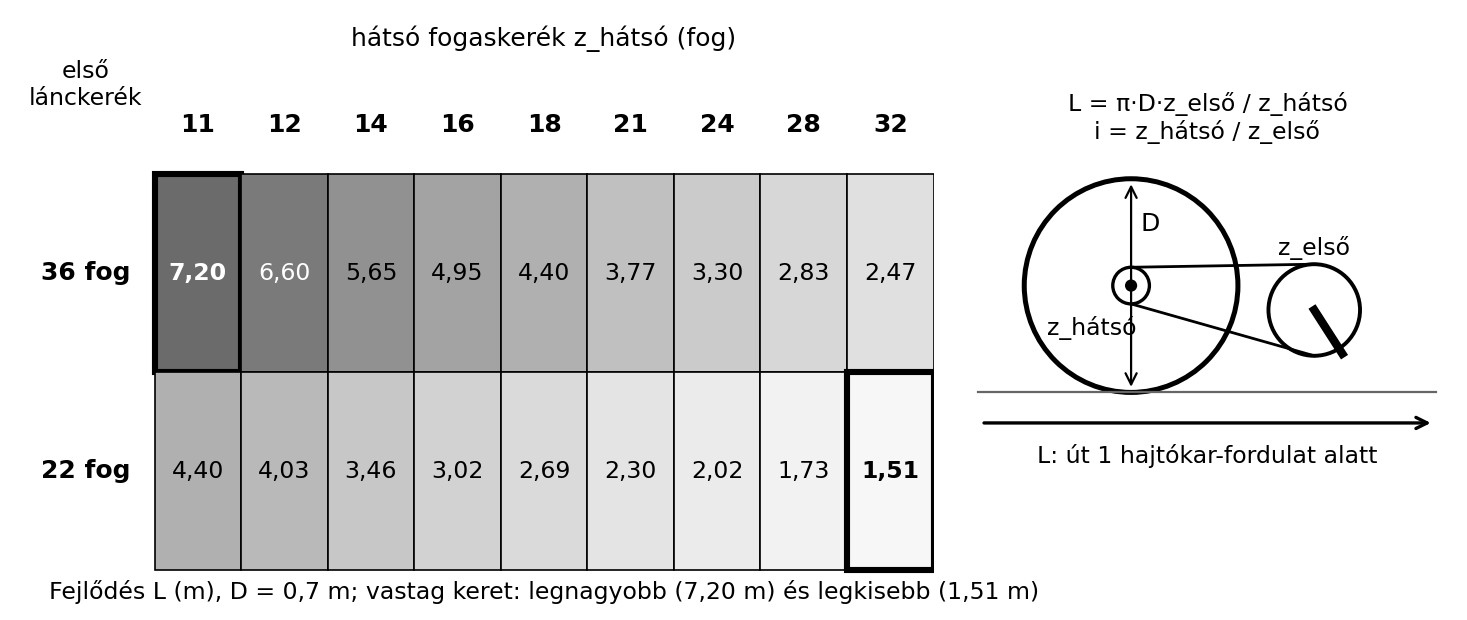 hátsó fogaskerék z_hátsó (fog)
első
lánckerék
11 12 14 16 18 21 24 28 32
36 fog 7,20 6,60 5,65 4,95 4,40 3,77 3,30 2,83 2,47
22 fog 4,40 4,03 3,46 3,02 2,69 2,30 2,02 1,73 1,51
Fejlődés L (m), D = 0,7 m; vastag keret: legnagyobb (7,20 m) és legkisebb (1,51 m)
L = π·D·z_első / z_hátsó
i = z_hátsó / z_első
D
z_első
z_hátsó
L: út 1 hajtókar-fordulat alatt